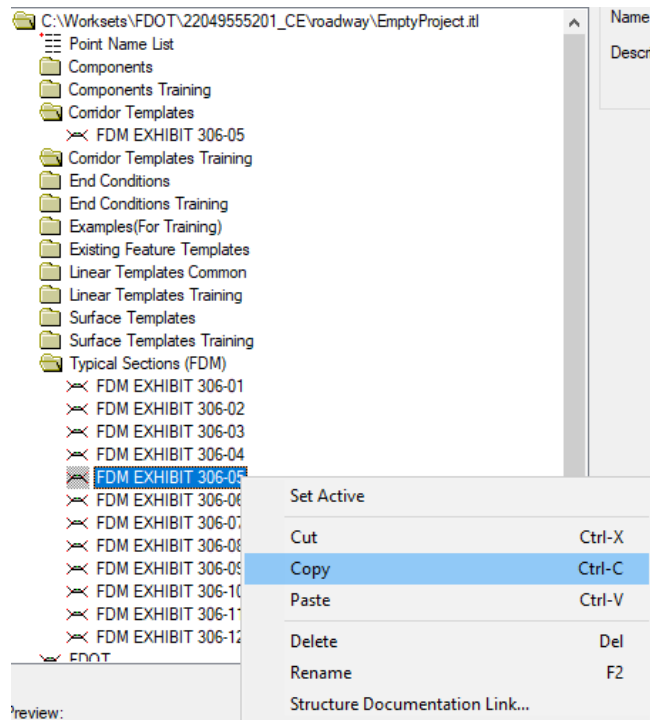 C:\Worksets\FDOT\22049555201_CE\roadway\EmptyProject.itl
Name
Point Name List
Descr
Components
Components Training
Corridor Templates
FDM EXHIBIT 306-05
Corridor Templates Training
End Conditions
End Conditions Training
Examples(For Training)
Existing Feature Templates
Linear Templates Common
Linear Templates Training
Surface Templates
Surface Templates Training
Typical Sections (FDM)
FDM EXHIBIT 306-01
FDM EXHIBIT 306-02
FDM EXHIBIT 306-03
FDM EXHIBIT 306-04
FDM EXHIBIT 306-05
FDM EXHIBIT 306-06
FDM EXHIBIT 306-07
FDM EXHIBIT 306-08
FDM EXHIBIT 306-09
FDM EXHIBIT 306-10
FDM EXHIBIT 306-11
FDM EXHIBIT 306-12
FDOT
Set Active
Cut Ctrl-X
Copy Ctrl-C
Paste Ctrl-V
Delete Del
Rename F2
Structure Documentation Link...
Preview: